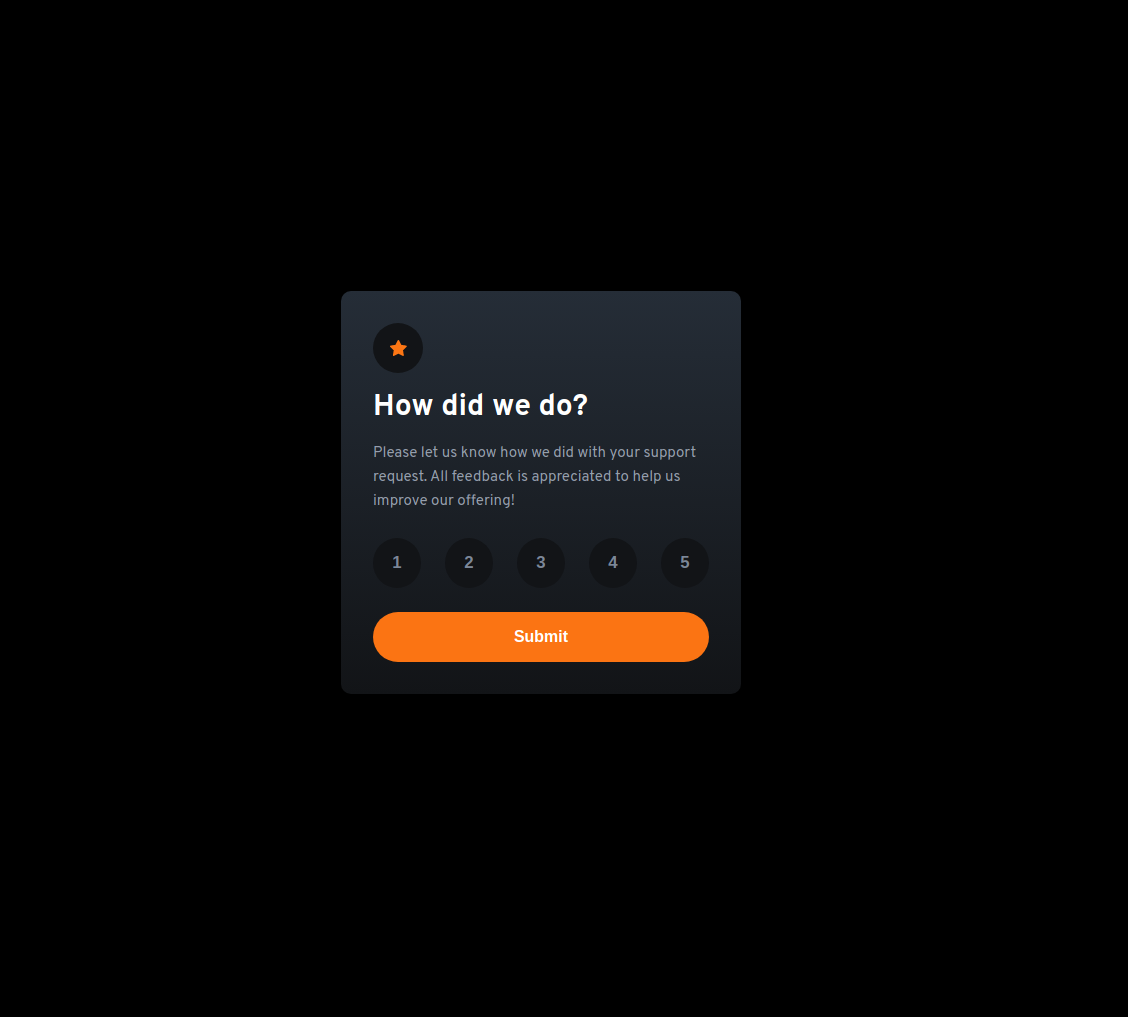 How did we do?
Please let us know how we did with your support
request. All feedback is appreciated to help us
improve our offering!
1 2 3 4 5
Submit